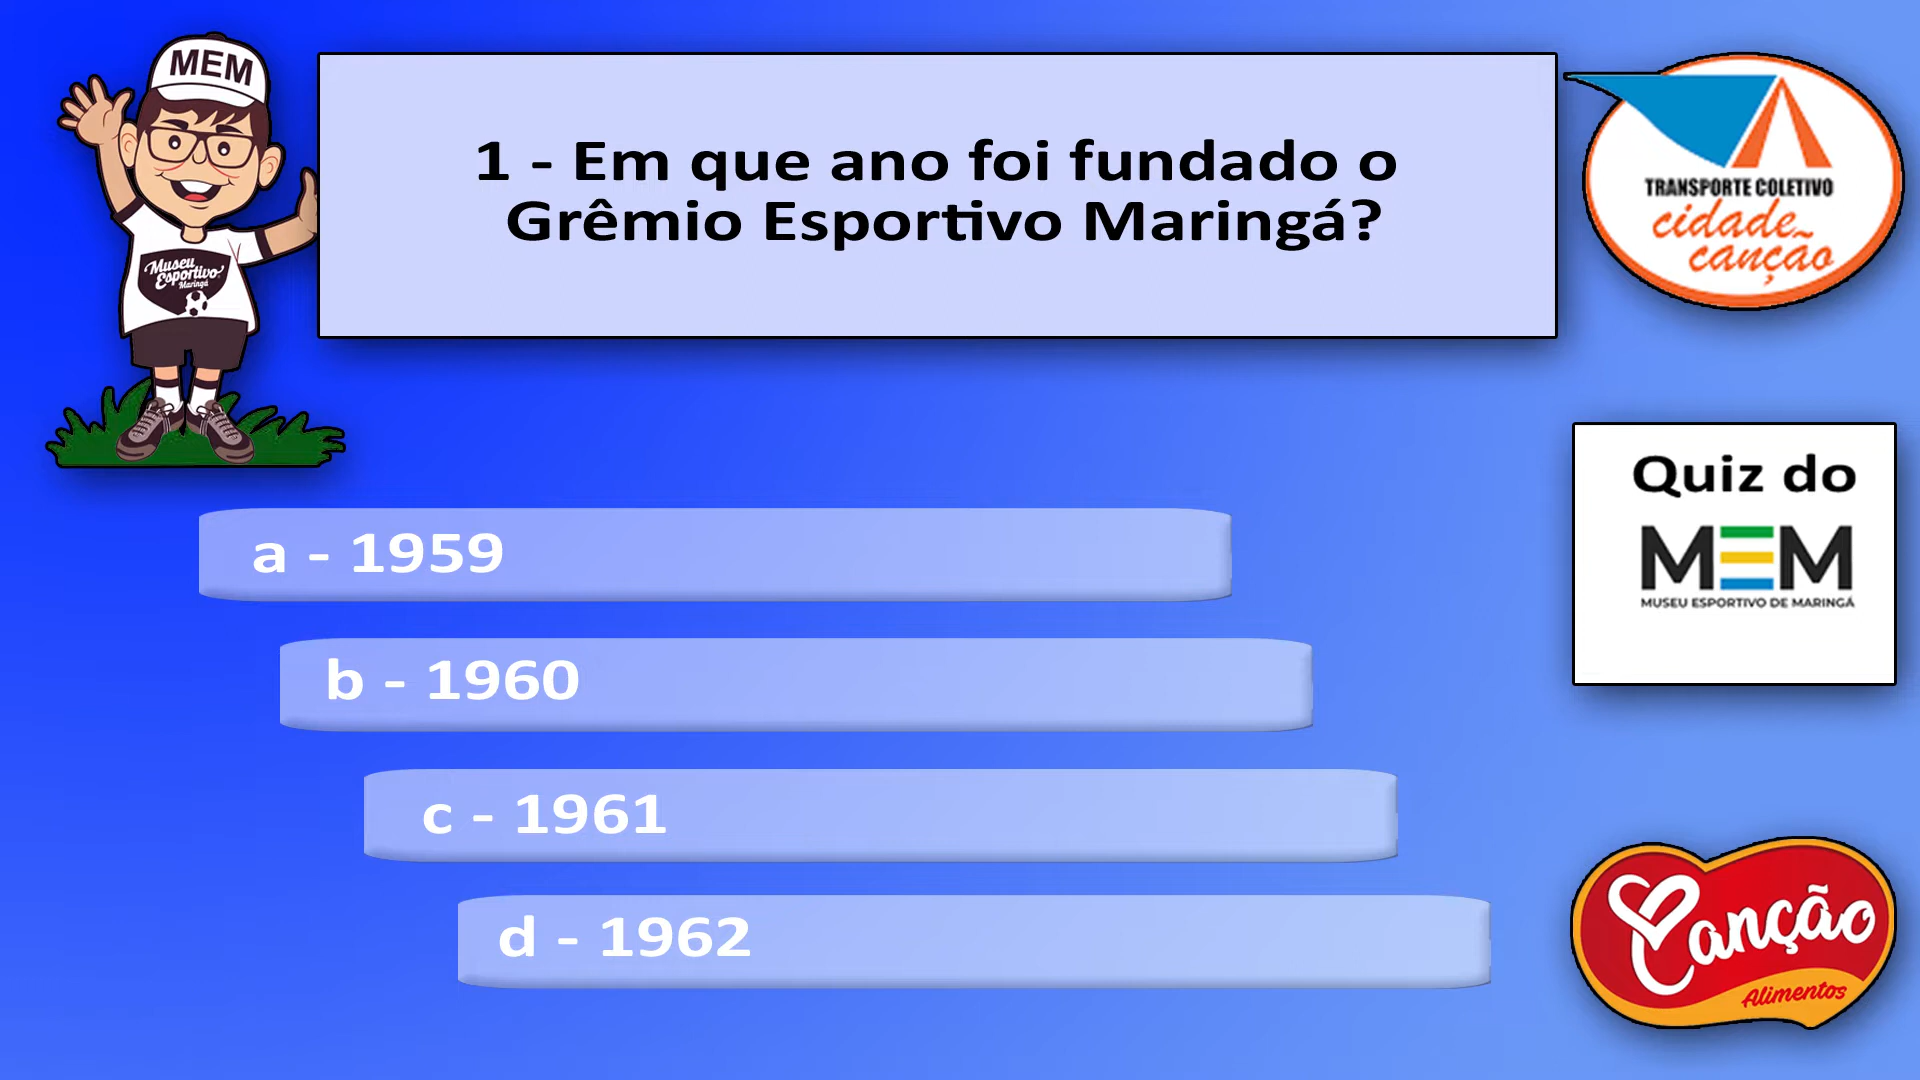 MEM
1 - Em que ano foi fundado o
Grêmio Esportivo Maringá?
TRANSPORTE COLETIVO
cidade
canção
Museu
Esportivo
Maringá
Quiz do
MEM
MUSEU ESPORTIVO DE MARINGÁ
a - 1959
b - 1960
c - 1961
d - 1962
Canção
Alimentos